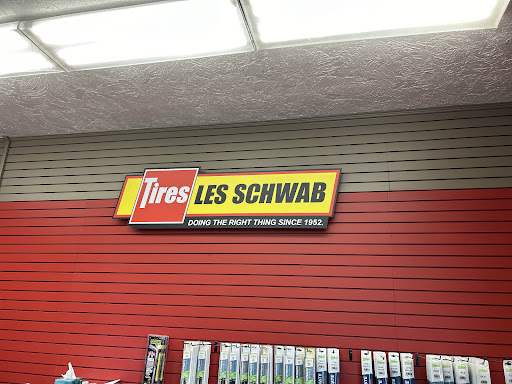 Tires LES SCHWAB
DOING THE RIGHT THING SINCE 1952.